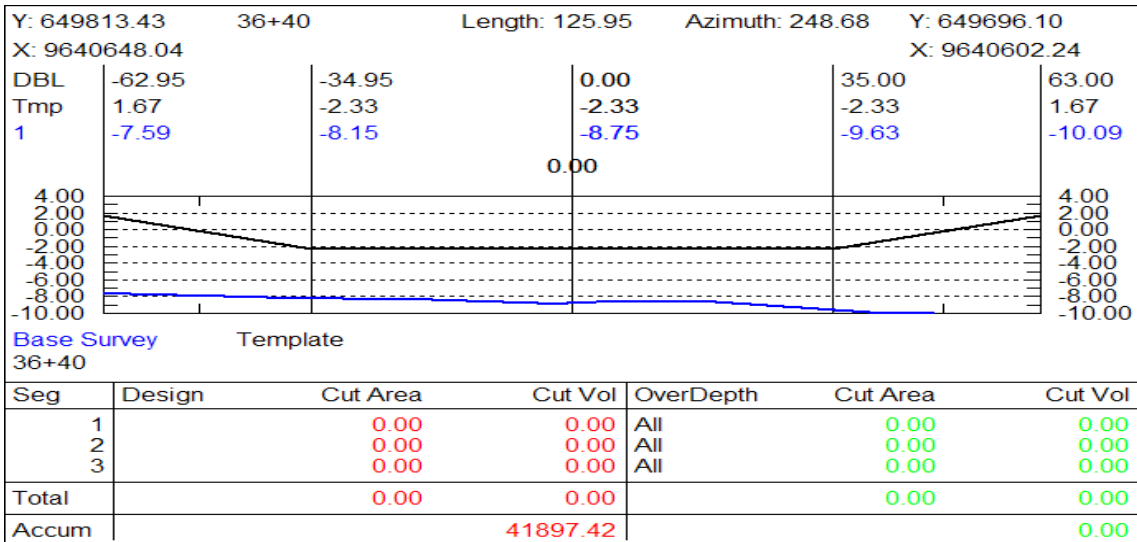 Y: 649813.43 36+40 Length: 125.95 Azimuth: 248.68 Y: 649696.10
X: 9640648.04 X: 9640602.24
DBL -62.95 -34.95 0.00 35.00 63.00
Tmp 1.67 -2.33 -2.33 -2.33 1.67
1 -7.59 -8.15 -8.75 -9.63 -10.09
0.00
4.00 4.00
2.00 2.00
0.00 0.00
-2.00 -2.00
-4.00 -4.00
-6.00 -6.00
-8.00 -8.00
-10.00 -10.00
Base Survey Template
36+40
Seg Design Cut Area Cut Vol OverDepth Cut Area Cut Vol
1 0.00 0.00 All 0.00 0.00
2 0.00 0.00 All 0.00 0.00
3 0.00 0.00 All 0.00 0.00
Total 0.00 0.00 0.00 0.00
Accum 41897.42 0.00